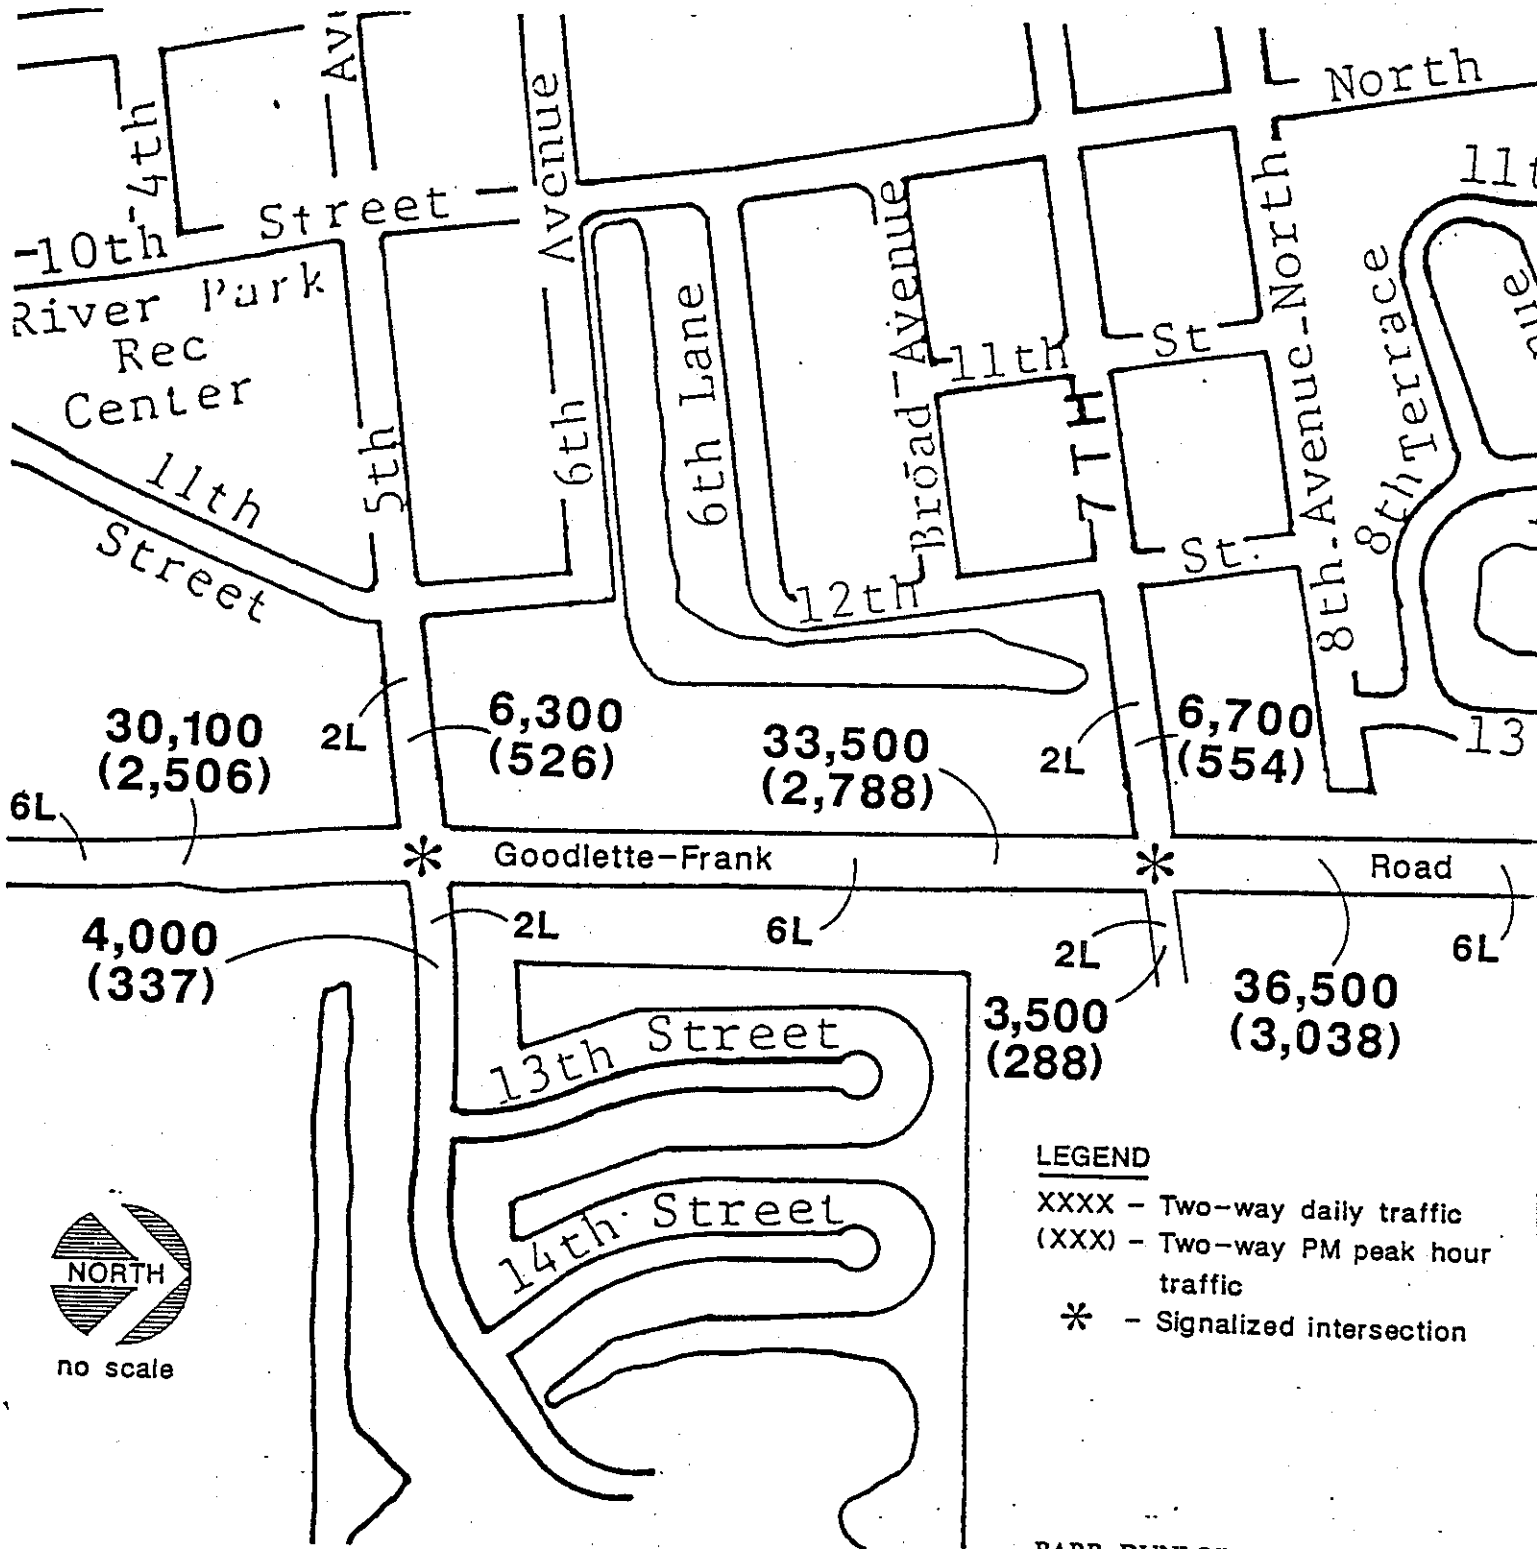 North
Ave
Avenue
4th
11t
Street
10th
River Park
Rec
Center
Avenue
6th Lane
11th
St
8th Avenue North
8th Terrace
5th
6th
Broad Avenue
7TH
11th
Street
12th
St.
30,100
(2,506)
2L
6,300
(526)
33,500
(2,788)
2L
6,700
(554)
13
6L
Goodlette-Frank
Road
4,000
(337)
2L
6L
2L
3,500
(288)
36,500
(3,038)
6L
13th Street
14th Street
NORTH
no scale
LEGEND
XXXX - Two-way daily traffic
(XXX) - Two-way PM peak hour
traffic
* - Signalized intersection